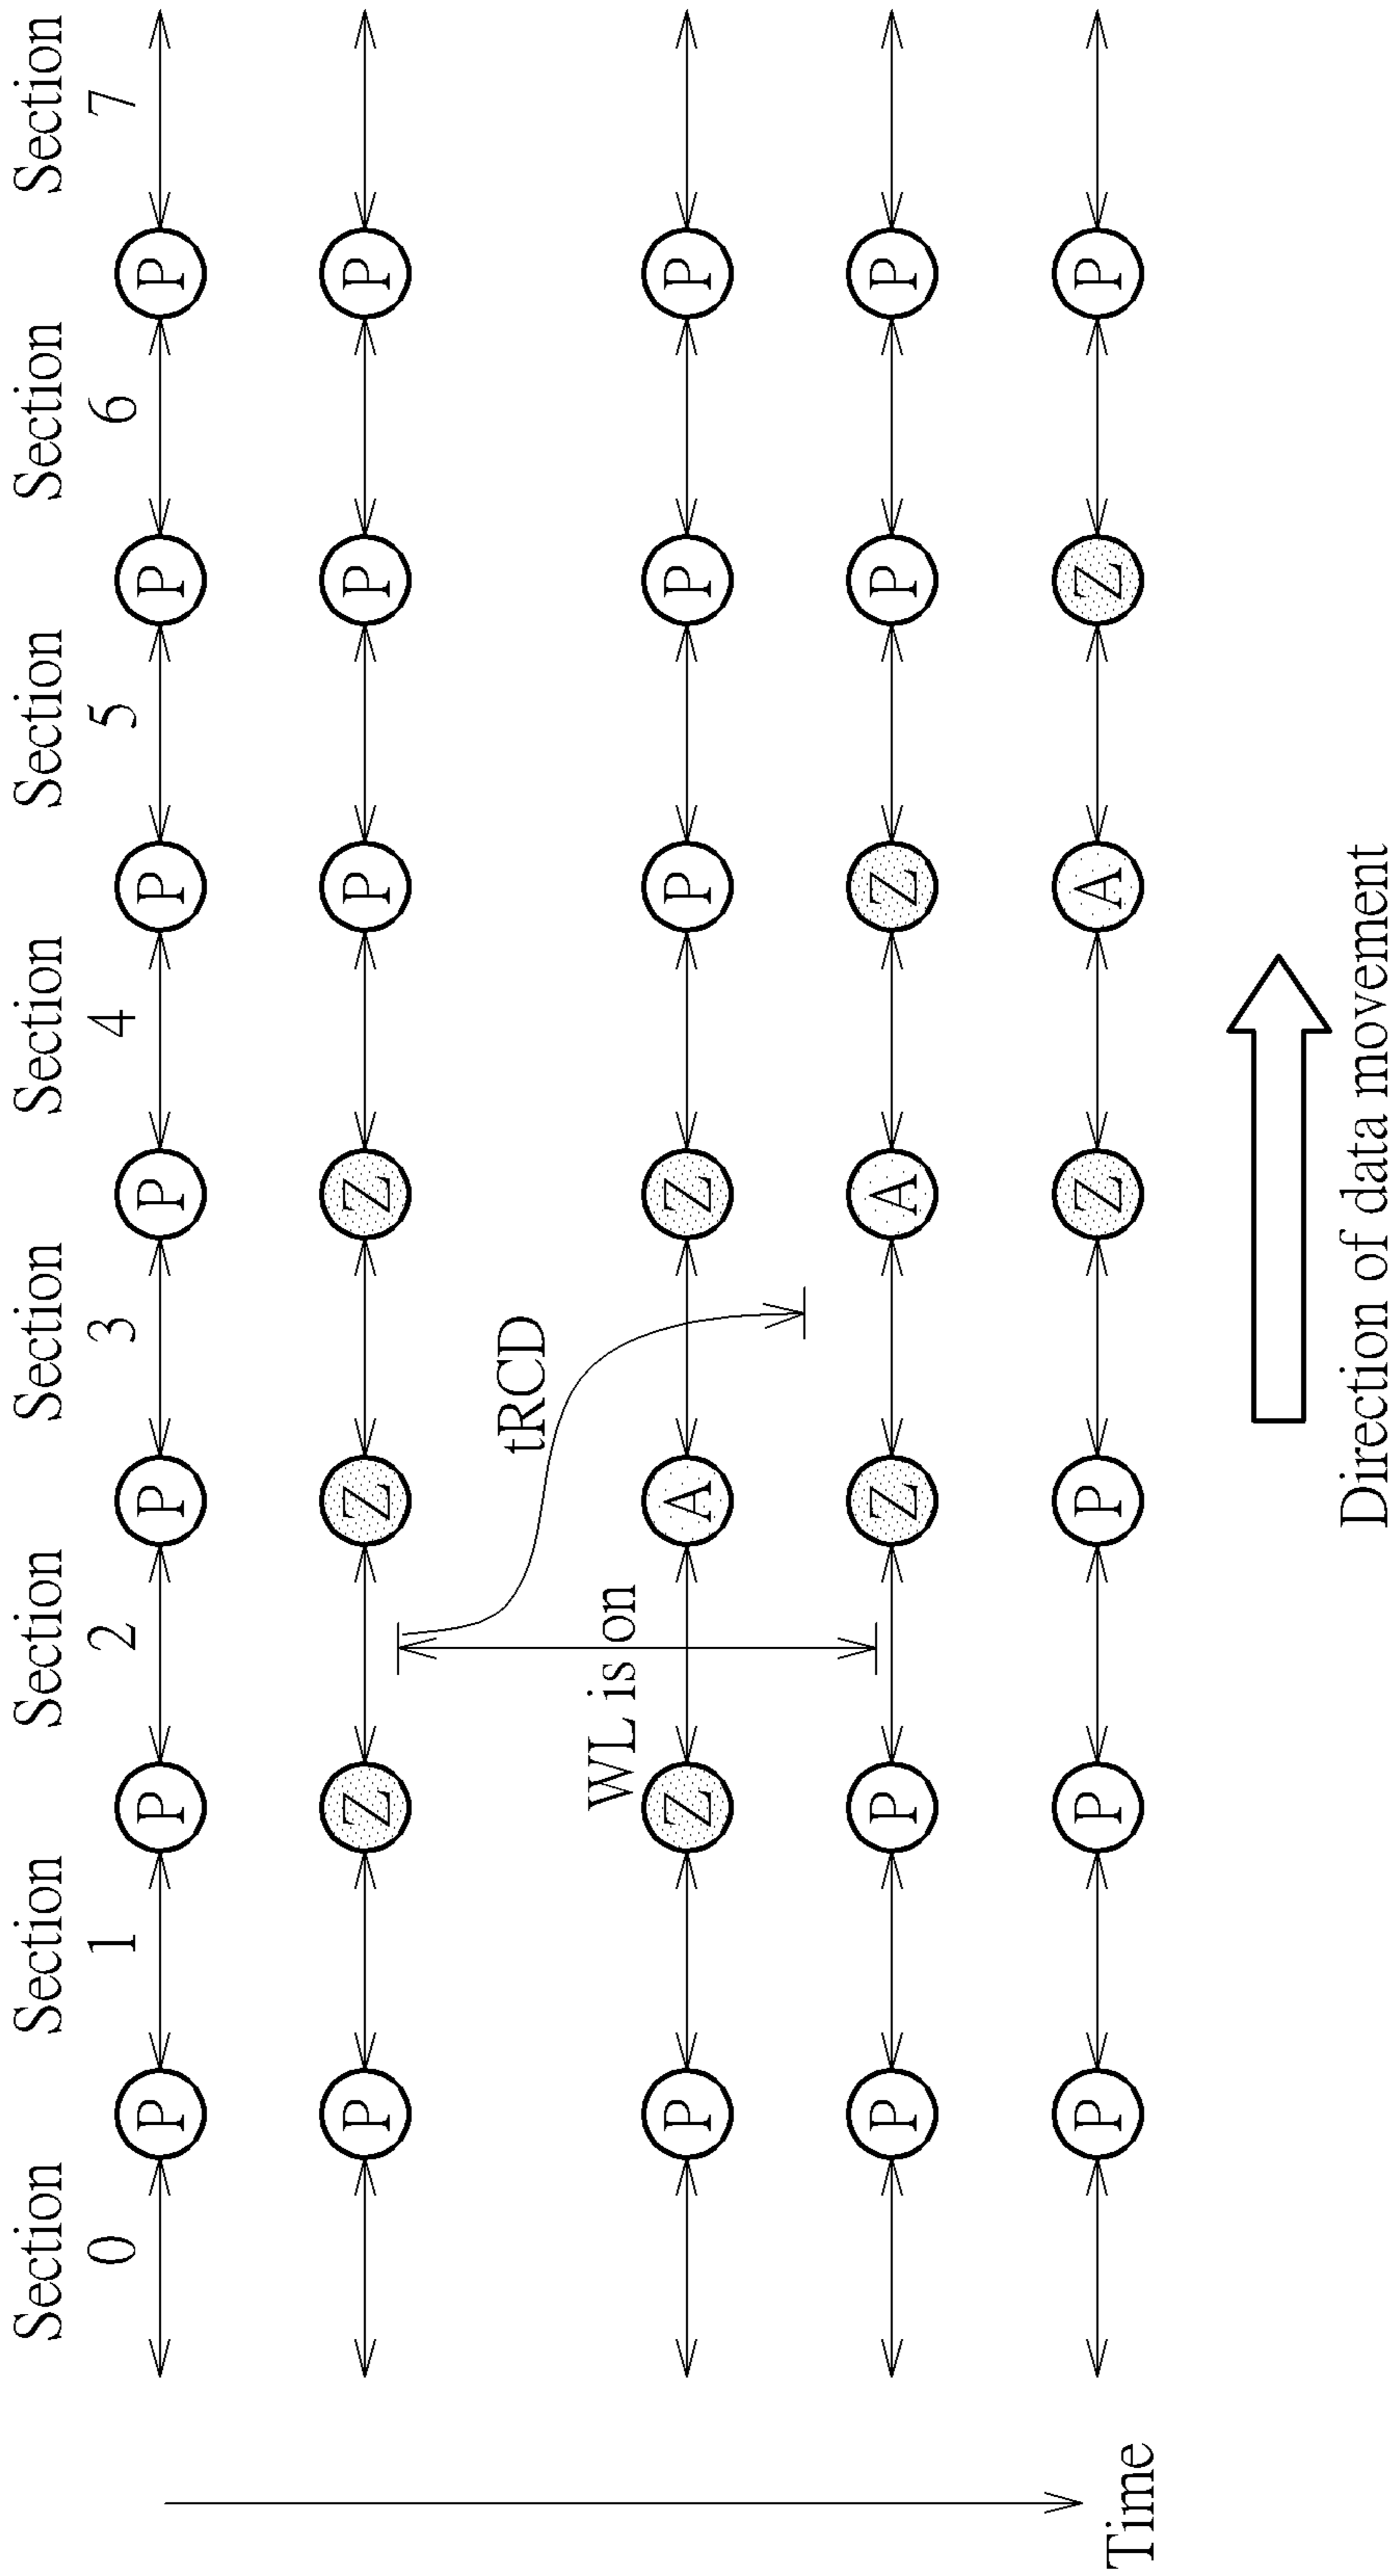 Section Section Section Section Section Section Section Section
0 1 2 3 4 5 6 7
P P P P P P P
P Z Z Z P P P
tRCD
WL is on
P Z A Z P P P
P P Z A Z P P
P P P Z A Z P
Time
Direction of data movement